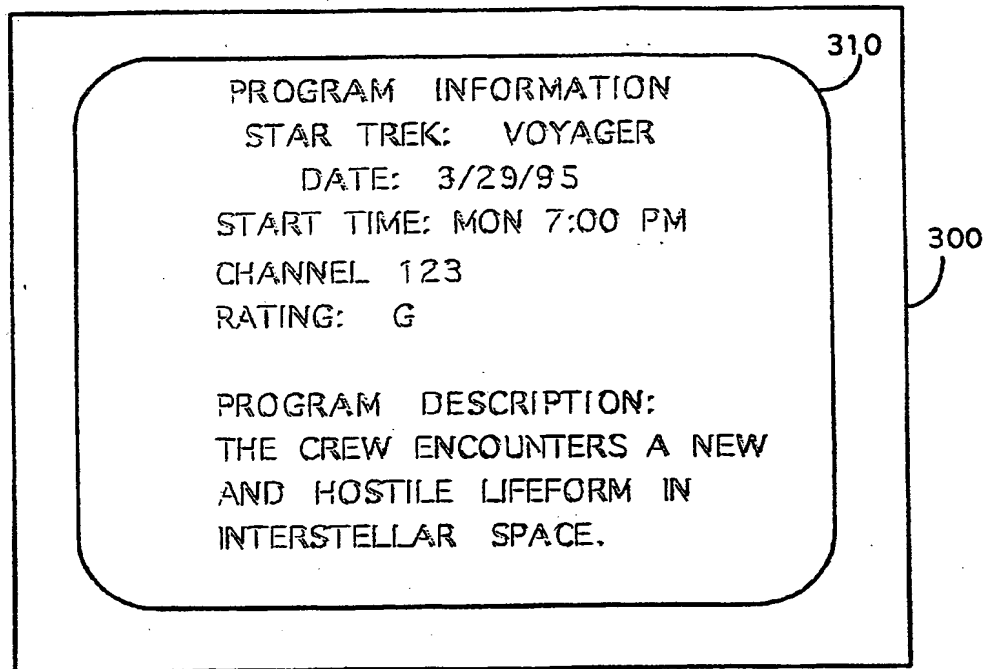 310
PROGRAM INFORMATION
STAR TREK: VOYAGER
DATE: 3/29/95
START TIME: MON 7:00 PM
300
CHANNEL 123
RATING: G
PROGRAM DESCRIPTION:
THE CREW ENCOUNTERS A NEW
AND HOSTILE LIFEFORM IN
INTERSTELLAR SPACE.